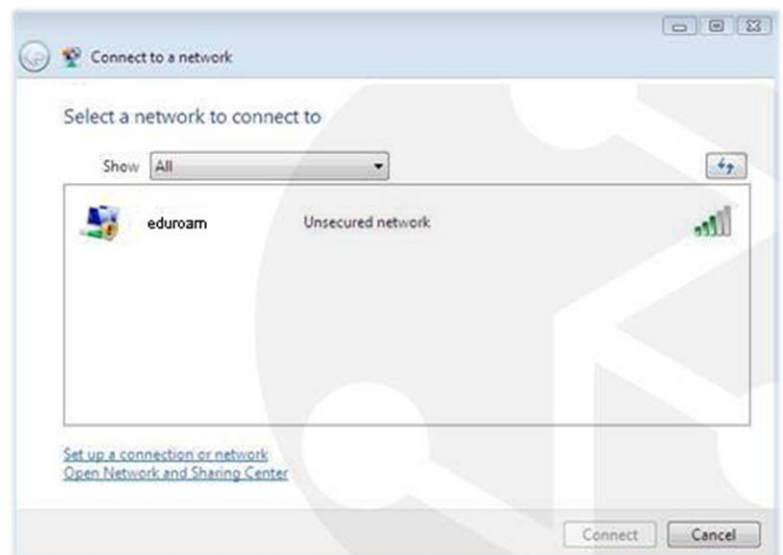 Connect to a network
Select a network to connect to
Show All
eduroam Unsecured network
Set up a connection or network
Open Network and Sharing Center
Connect Cancel